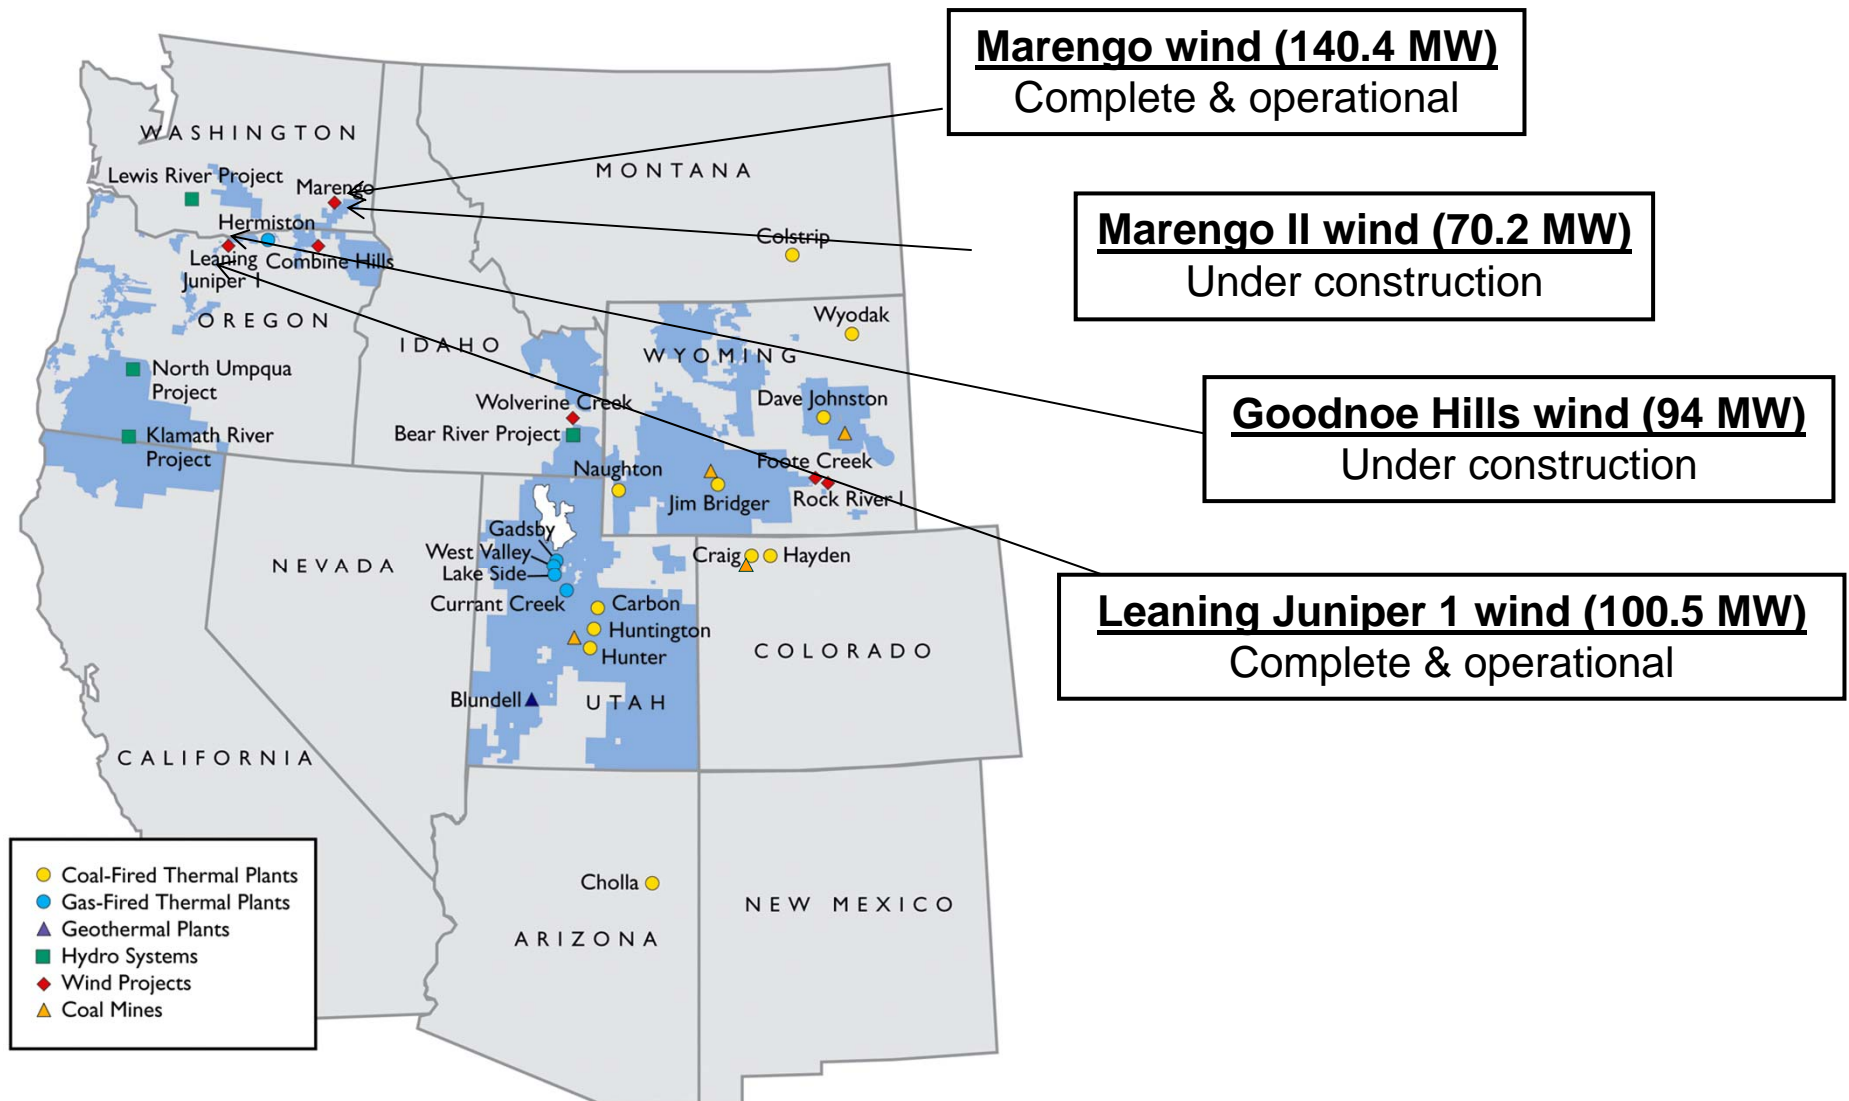 Marengo wind (140.4 MW)
Complete & operational
Marengo II wind (70.2 MW)
Under construction
Goodnoe Hills wind (94 MW)
Under construction
Leaning Juniper 1 wind (100.5 MW)
Complete & operational
WASHINGTON
Lewis River Project
Marengo
Hermiston
Leaning
Juniper 1
Combine Hills
OREGON
North Umpqua
Project
Klamath River
Project
MONTANA
Colstrip
IDAHO
Wolverine Creek
Bear River Project
WYOMING
Wyodak
Dave Johnston
Naughton
Jim Bridger
Foote Creek
Rock River I
NEVADA
Gadsby
West Valley
Lake Side
Currant Creek
Carbon
Huntington
Hunter
Blundell
UTAH
Craig
Hayden
COLORADO
CALIFORNIA
Cholla
ARIZONA
NEW MEXICO
Coal-Fired Thermal Plants
Gas-Fired Thermal Plants
Geothermal Plants
Hydro Systems
Wind Projects
Coal Mines